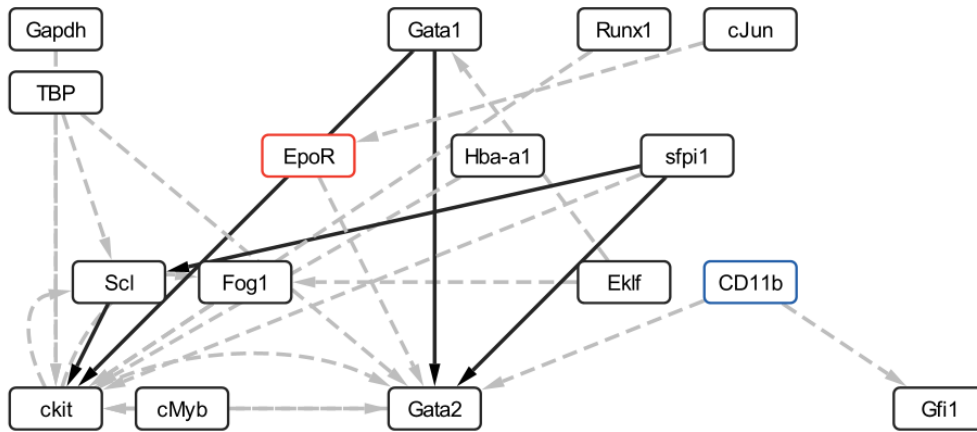 Gapdh
Gata1
Runx1
cJun
TBP
EpoR
Hba-a1
sfpi1
Scl
Fog1
Eklf
CD11b
ckit
cMyb
Gata2
Gfi1